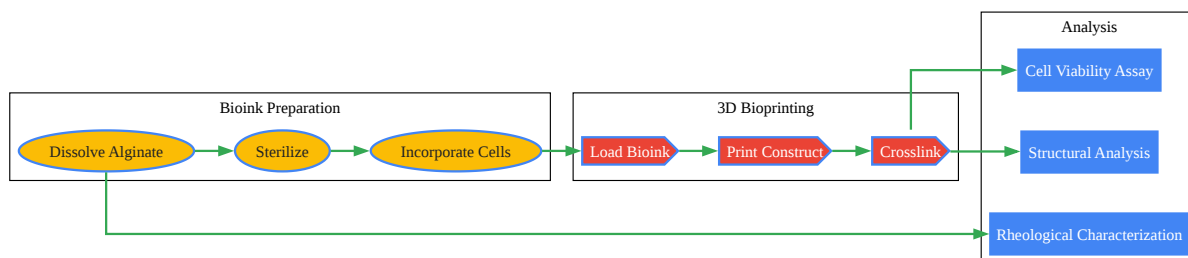 Analysis
Cell Viability Assay
Bioink Preparation
3D Bioprinting
Dissolve Alginate
Sterilize
Incorporate Cells
Load Bioink
Print Construct
Crosslink
Structural Analysis
Rheological Characterization